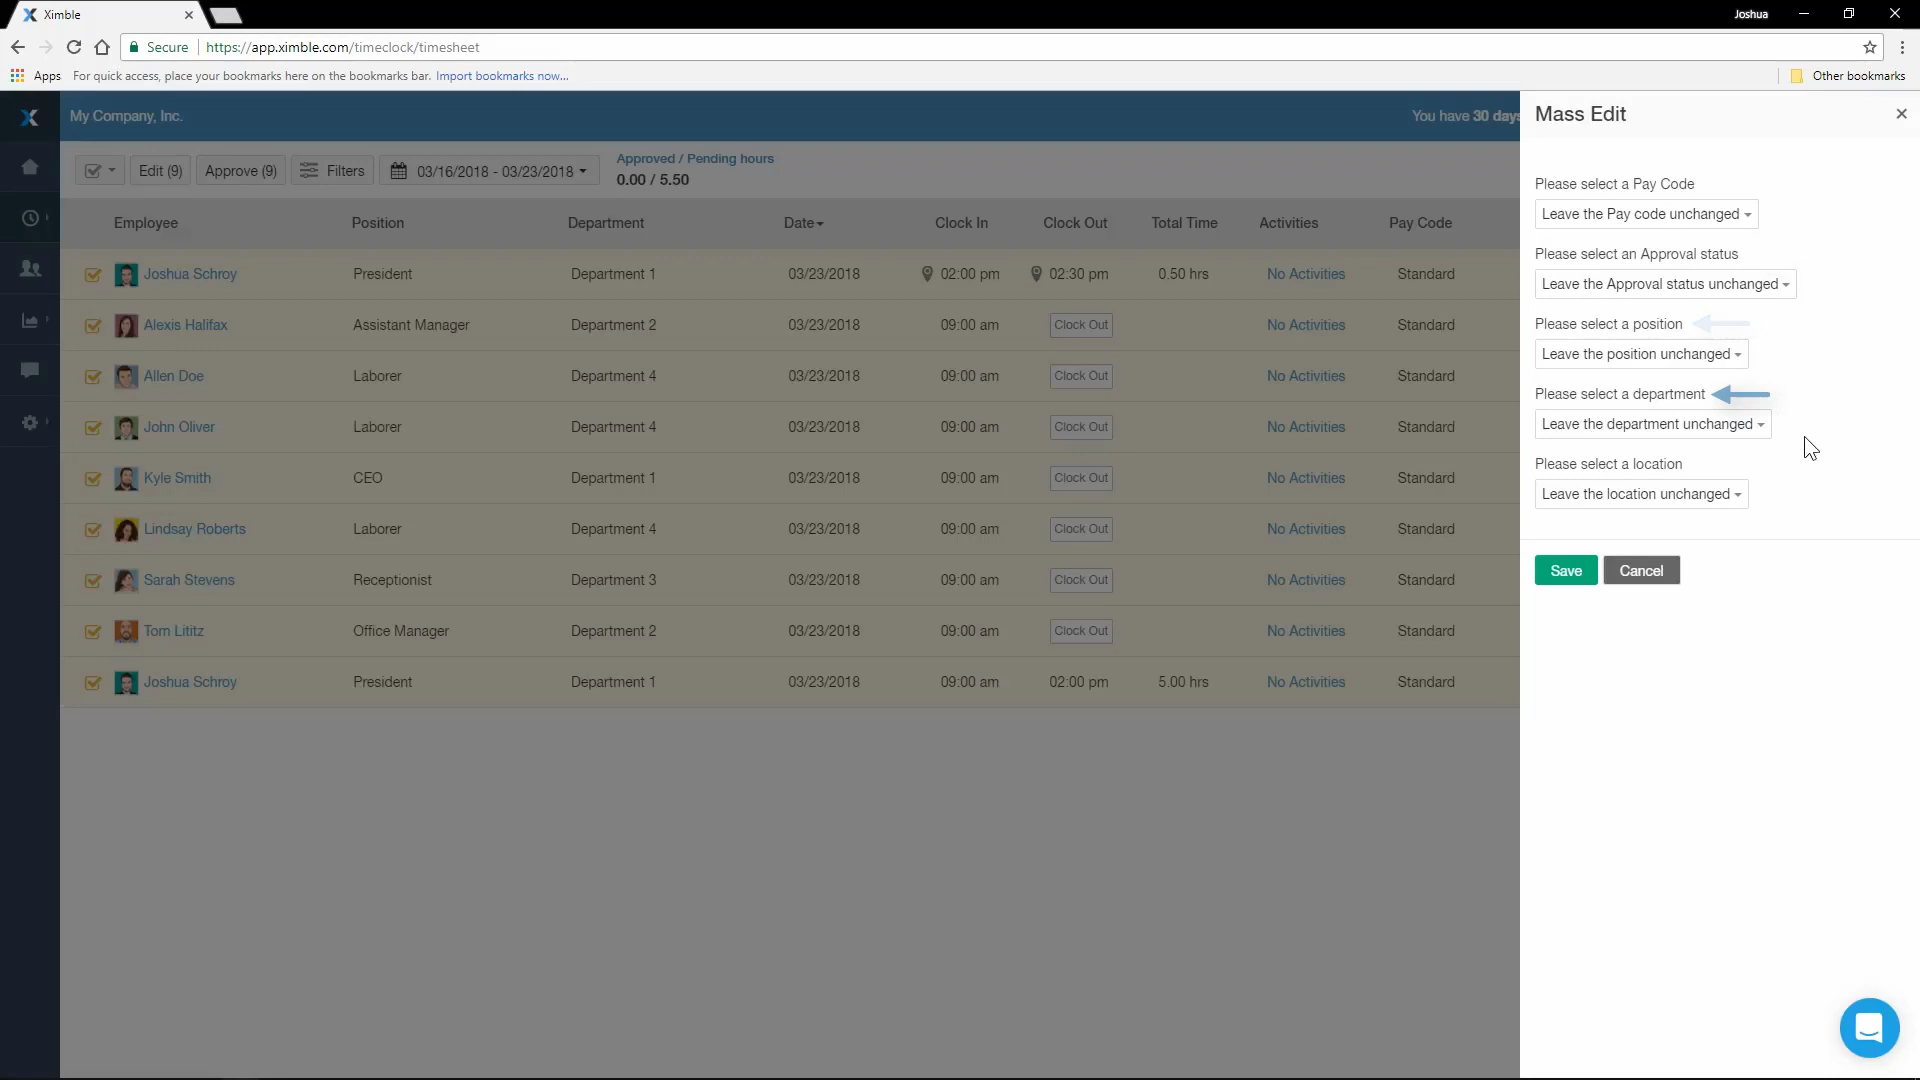 Ximble
Joshua
Secure
https://app.ximble.com/timeclock/timesheet
Apps
For quick access, place your bookmarks here on the bookmarks bar. Import bookmarks now...
Other bookmarks
My Company, Inc.
You have 30 days
Edit (9)
Approve (9)
Filters
03/16/2018 - 03/23/2018
Approved / Pending hours
0.00 / 5.50
Employee Position Department Date Clock In Clock Out Total Time Activities Pay Code
Joshua Schroy President Department 1 03/23/2018 02:00 pm 02:30 pm 0.50 hrs No Activities Standard
Alexis Halifax Assistant Manager Department 2 03/23/2018 09:00 am Clock Out No Activities Standard
Allen Doe Laborer Department 4 03/23/2018 09:00 am Clock Out No Activities Standard
John Oliver Laborer Department 4 03/23/2018 09:00 am Clock Out No Activities Standard
Kyle Smith CEO Department 1 03/23/2018 09:00 am Clock Out No Activities Standard
Lindsay Roberts Laborer Department 4 03/23/2018 09:00 am Clock Out No Activities Standard
Sarah Stevens Receptionist Department 3 03/23/2018 09:00 am Clock Out No Activities Standard
Tom Lititz Office Manager Department 2 03/23/2018 09:00 am Clock Out No Activities Standard
Joshua Schroy President Department 1 03/23/2018 09:00 am 02:00 pm 5.00 hrs No Activities Standard
Mass Edit
Please select a Pay Code
Leave the Pay code unchanged
Please select an Approval status
Leave the Approval status unchanged
Please select a position
Leave the position unchanged
Please select a department
Leave the department unchanged
Please select a location
Leave the location unchanged
Save
Cancel